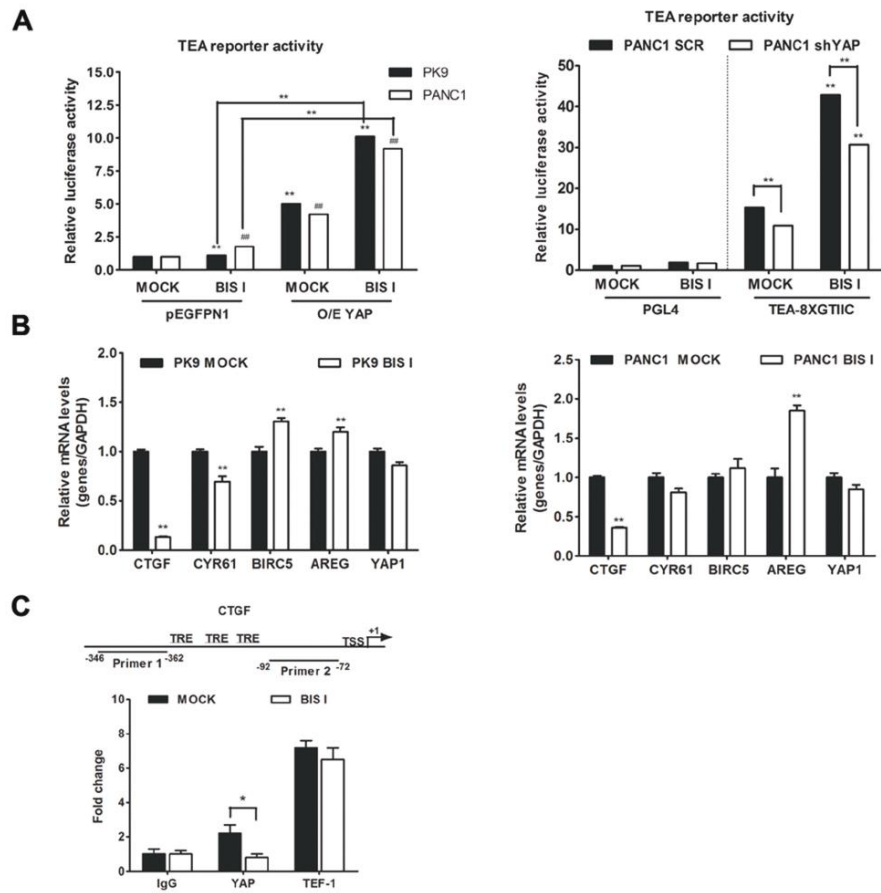 A
TEA reporter activity
Relative luciferase activity
15.0
12.5
10.0
7.5
5.0
2.5
0.0
PK9
PANC1
**
**
**
##
**
##
**
##
MOCK
BIS I
MOCK
BIS I
pEGFPN1
O/E YAP
TEA reporter activity
PANC1 SCR
PANC1 shYAP
Relative luciferase activity
50
40
30
20
10
0
**
**
**
**
MOCK
BIS I
MOCK
BIS I
PGL4
TEA-8XGTIIC
B
Relative mRNA levels
(genes/GAPDH)
2.0
1.5
1.0
0.5
0.0
PK9 MOCK
PK9 BIS I
**
**
**
**
CTGF
CYR61
BIRC5
AREG
YAP1
Relative mRNA levels
(genes/GAPDH)
2.5
2.0
1.5
1.0
0.5
0.0
PANC1 MOCK
PANC1 BIS I
**
**
CTGF
CYR61
BIRC5
AREG
YAP1
C
CTGF
TRE TRE TRE
TSS
+1
-346
Primer 1
-362
-92
Primer 2
-72
MOCK
BIS I
Fold change
10
8
6
4
2
0
*
IgG
YAP
TEF-1